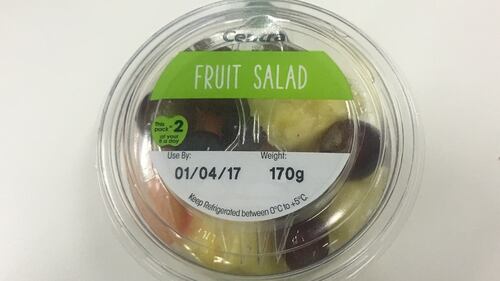 Centra
FRUIT SALAD
This
pack = 2
of your
5 a day
Use By: Weight:
01/04/17 170g
Keep Refrigerated between 0°C to +5°C.